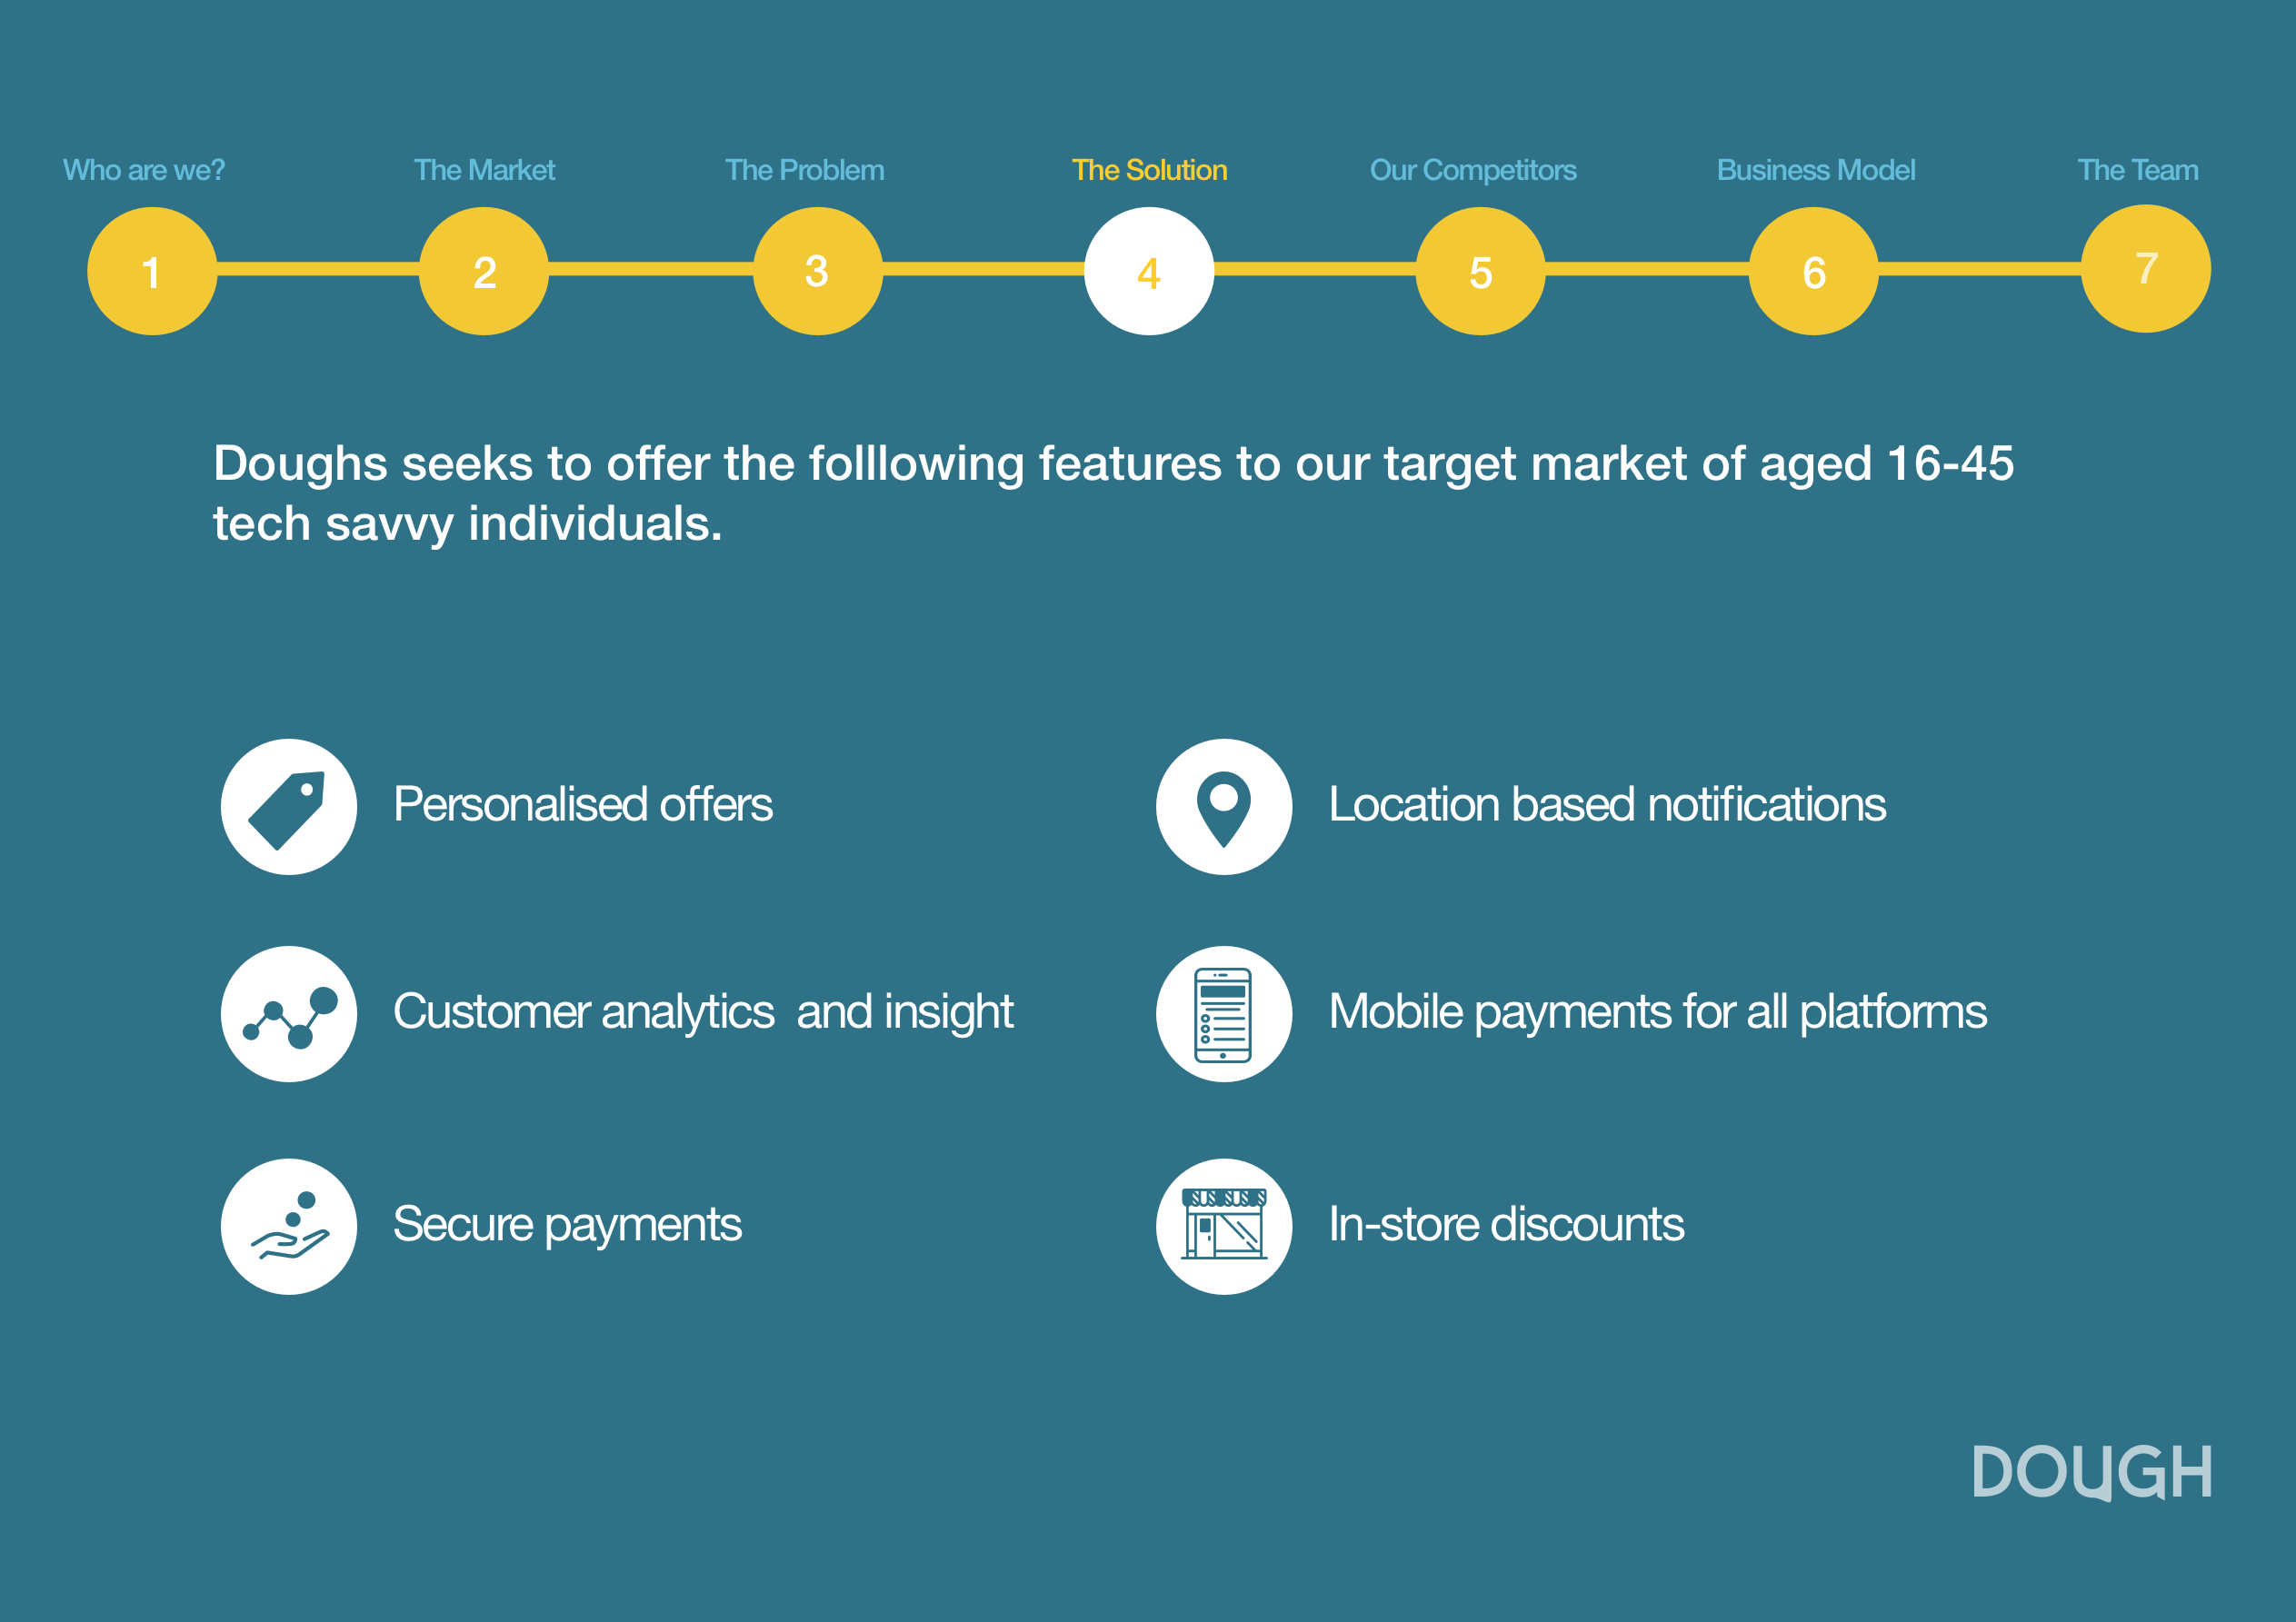 Who are we?
The Market
The Problem
The Solution
Our Competitors
Business Model
The Team
1
2
3
4
5
6
7
Doughs seeks to offer the folllowing features to our target market of aged 16-45
tech savvy individuals.
Personalised offers
Location based notifications
Customer analytics  and insight
Mobile payments for all platforms
Secure payments
In-store discounts
DOUGH